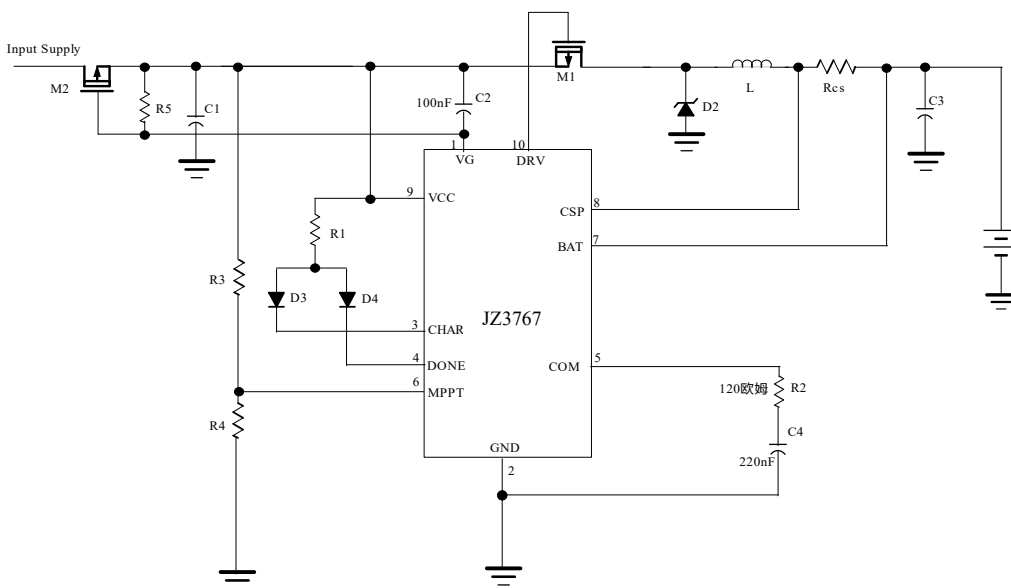 Input Supply
M2
R5
C1
100nF
C2
M1
D2
L
Rcs
C3
1
VG
10
DRV
9
VCC
R1
CSP
8
BAT
7
R3
D3
D4
JZ3767
3
CHAR
4
DONE
6
MPPT
COM
5
120欧姆
R2
R4
C4
220nF
GND
2